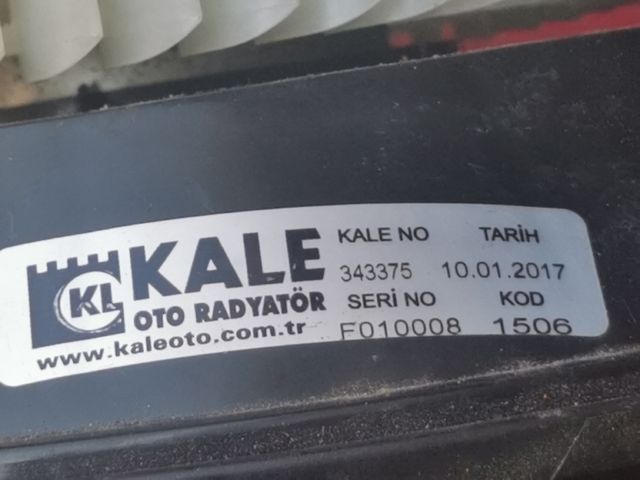 KL KALE
OTO RADYATÖR
www.kaleoto.com.tr
KALE NO TARİH
343375 10.01.2017
SERİ NO KOD
F010008 1506